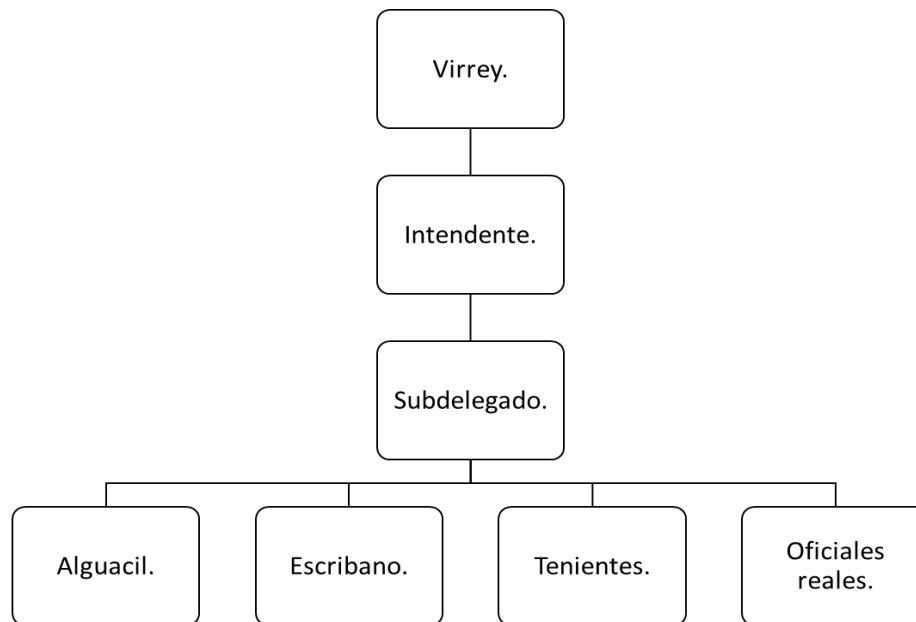 Virrey.
Intendente.
Subdelegado.
Alguacil.
Escribano.
Tenientes.
Oficiales
reales.